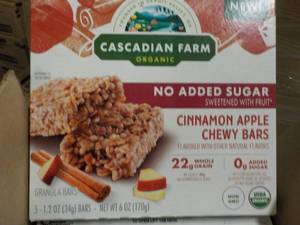 NEW!
CASCADIAN FARM
ORGANIC
NO ADDED SUGAR
SWEETENED WITH FRUIT*
CINNAMON APPLE
CHEWY BARS
FLAVORED WITH OTHER NATURAL FLAVORS
22g WHOLE GRAIN
0g ADDED SUGAR
GRANOLA BARS
5 - 1.2 OZ (34g) BARS - NET WT 6 OZ (170g)
USDA
ORGANIC